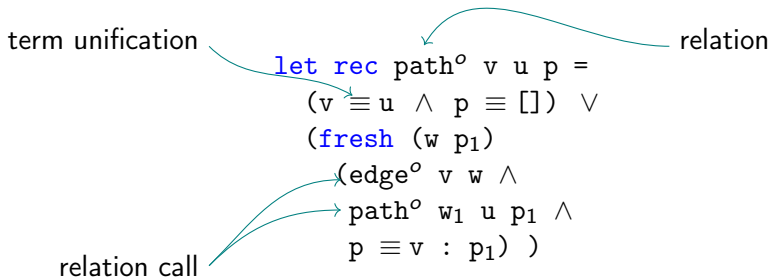 term unification
relation
let rec pathᵒ v u p =
(v ≡ u ∧ p ≡ []) ∨
(fresh (w p₁)
(edgeᵒ v w ∧
pathᵒ w₁ u p₁ ∧
p ≡ v : p₁) )
relation call